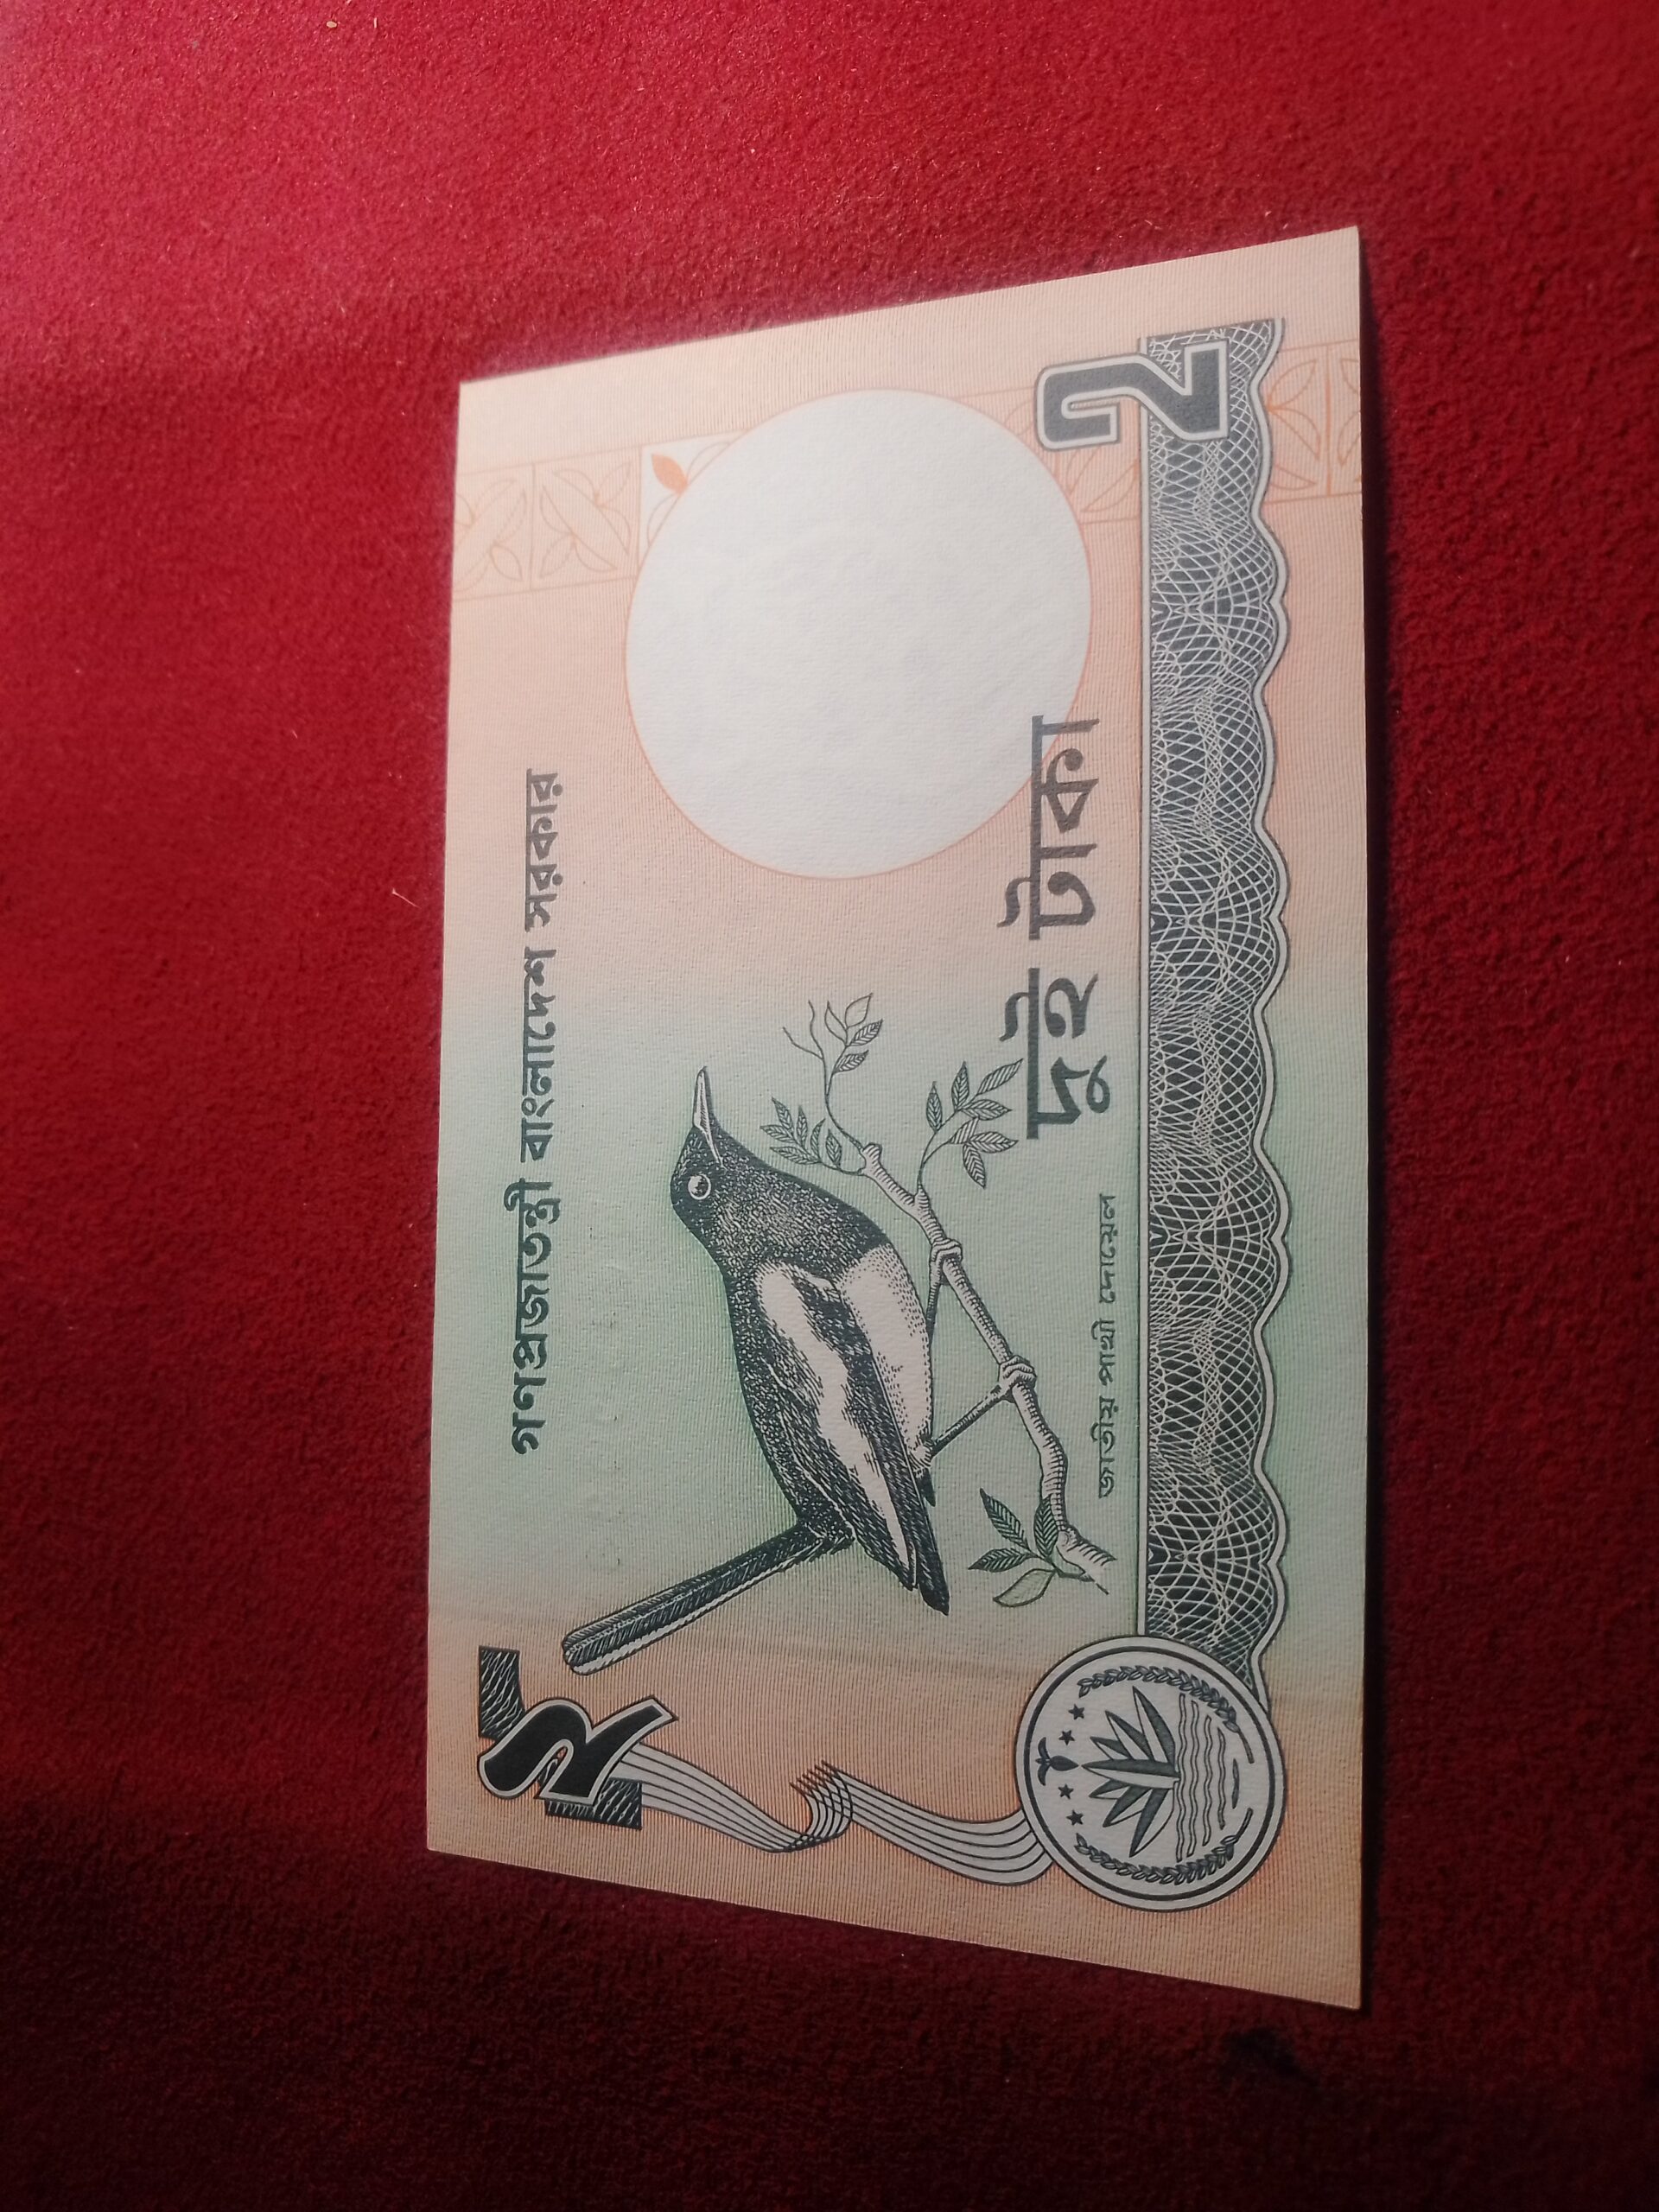 ২
গণপ্রজাতন্ত্রী বাংলাদেশ সরকার
দুই টাকা
জাতীয় পাখী দোয়েল
2